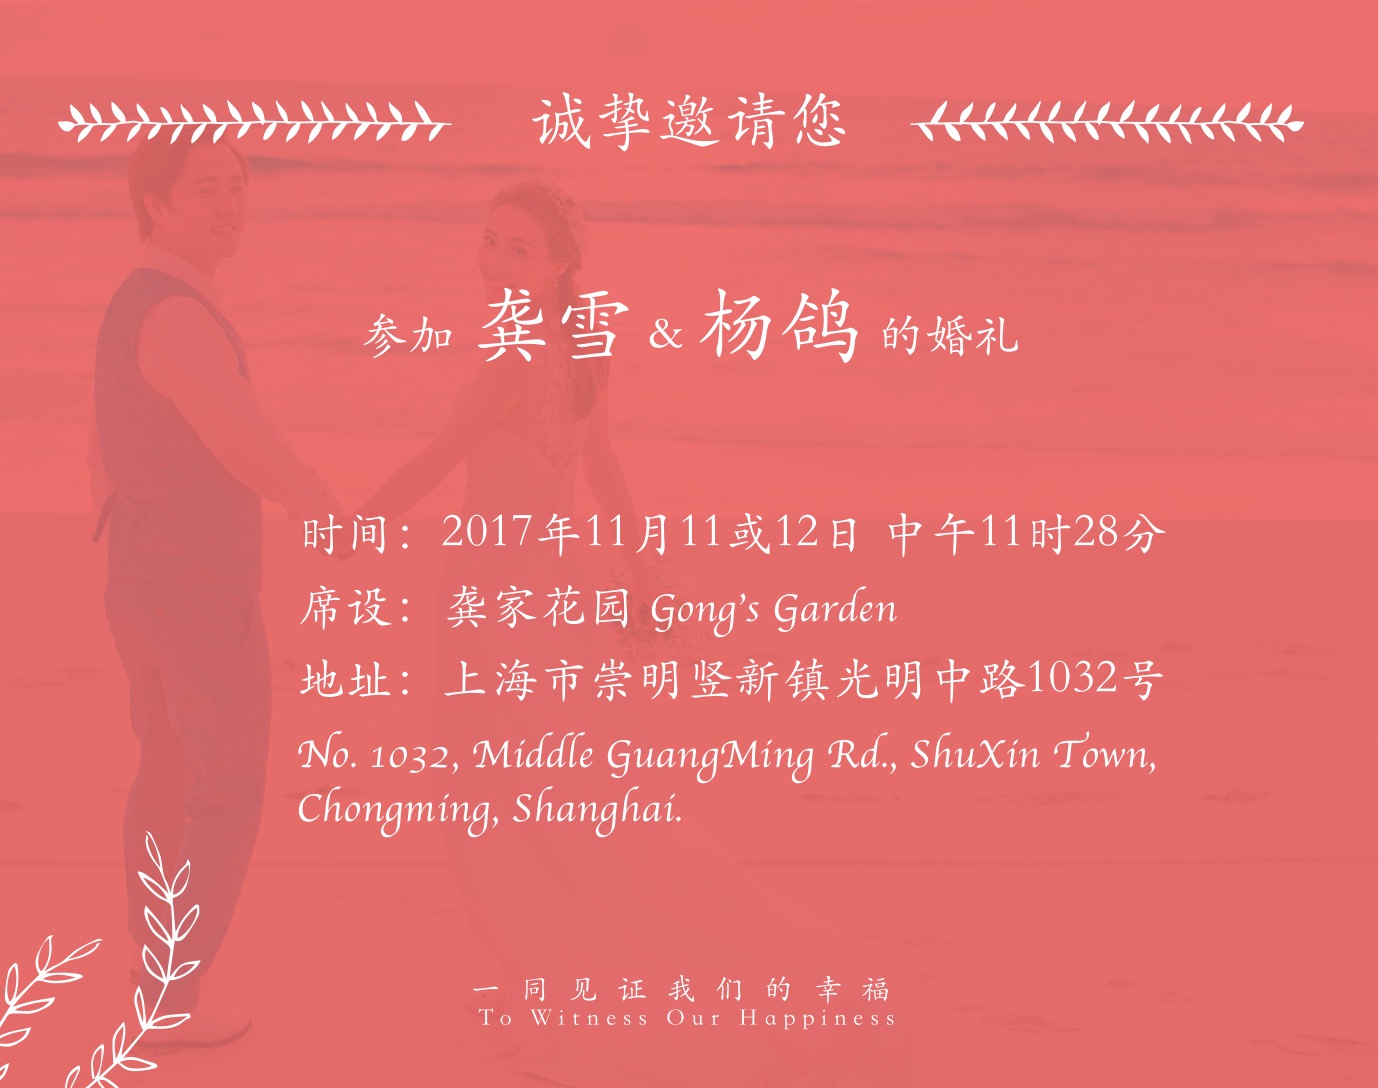 诚挚邀请您
参加 龚雪 & 杨鸽 的婚礼
时间：2017年11月11或12日 中午11时28分
席设：龚家花园 Gong's Garden
地址：上海市崇明竖新镇光明中路1032号
No. 1032, Middle GuangMing Rd., ShuXin Town,
Chongming, Shanghai.
一同见证我们的幸福
To Witness Our Happiness